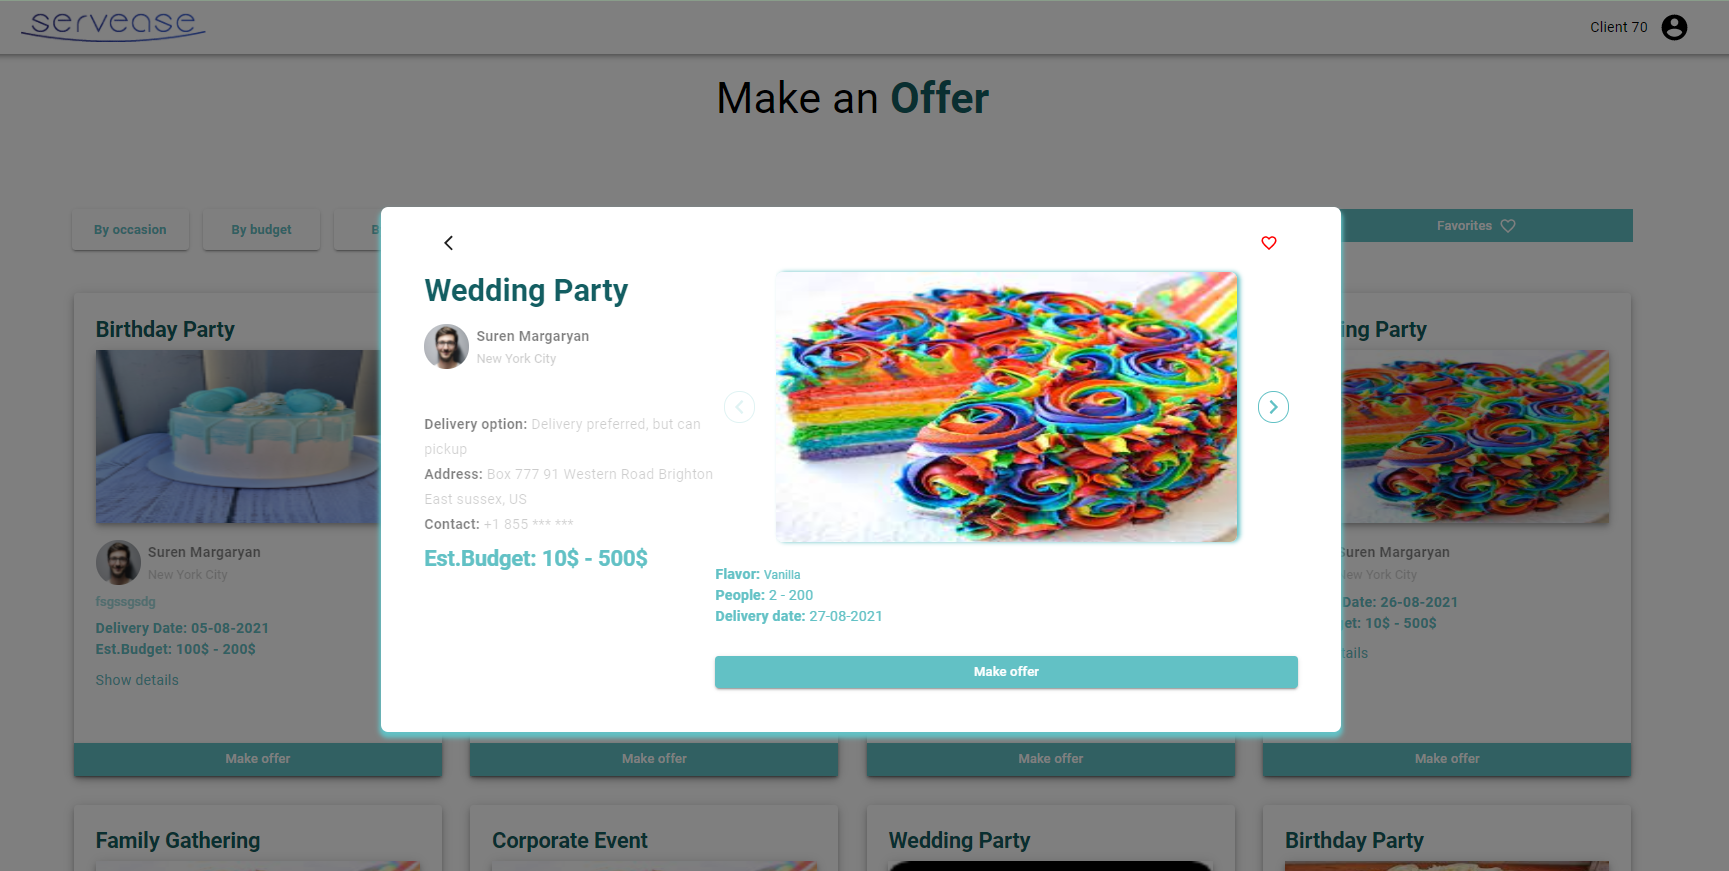 servease
Client 70
Make an Offer
By occasion
By budget
B
Favorites
Wedding Party
Suren Margaryan
New York City
Delivery option: Delivery preferred, but can
pickup
Address: Box 777 91 Western Road Brighton
East sussex, US
Contact: +1 855 *** ***
Est.Budget: 10$ - 500$
Flavor: Vanilla
People: 2 - 200
Delivery date: 27-08-2021
Make offer
Birthday Party
Suren Margaryan
New York City
fsgssgsdg
Delivery Date: 05-08-2021
Est.Budget: 100$ - 200$
Show details
Make offer
Make offer
Make offer
ing Party
Suren Margaryan
New York City
Date: 26-08-2021
et: 10$ - 500$
tails
Make offer
Family Gathering
Corporate Event
Wedding Party
Birthday Party